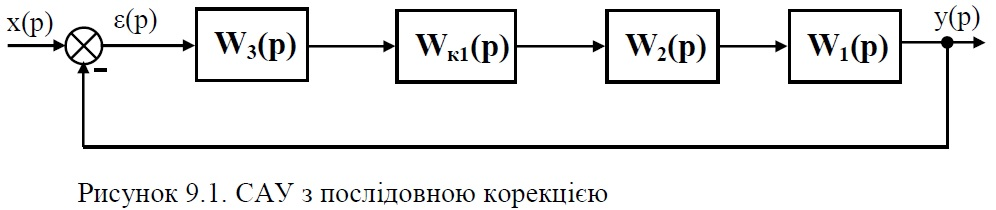 x(p) ε(p) y(p)
W3(p) Wк1(p) W2(p) W1(p)
Рисунок 9.1. САУ з послідовною корекцією